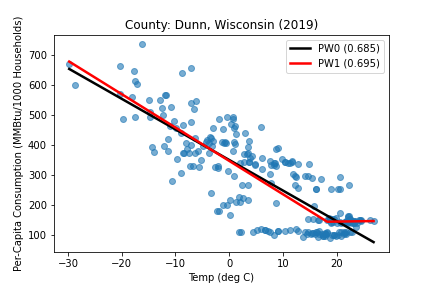 County: Dunn, Wisconsin (2019)
PW0 (0.685)
PW1 (0.695)
Per-Capita Consumption (MMBtu/1000 Households)
700
600
500
400
300
200
100
−30 −20 −10 0 10 20
Temp (deg C)